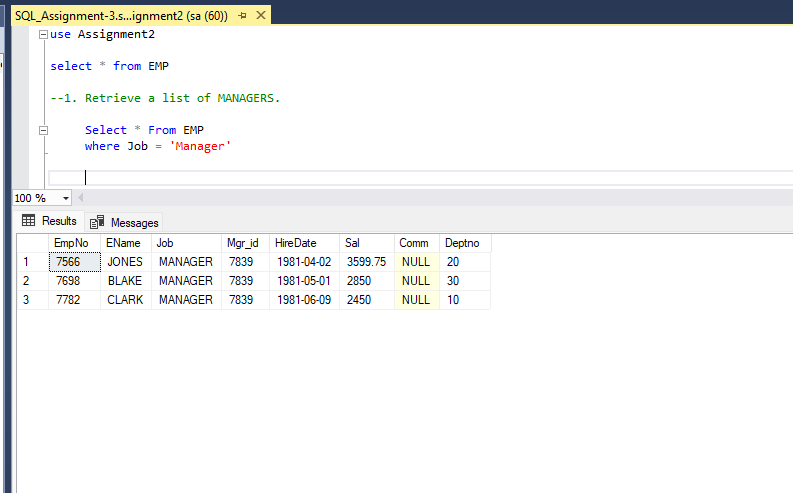 SQL_Assignment-3.s...ignment2 (sa (60))
use Assignment2
select * from EMP
--1. Retrieve a list of MANAGERS.
Select * From EMP
where Job = 'Manager'
100 %
Results Messages
EmpNo EName Job Mgr_id HireDate Sal Comm Deptno
1 7566 JONES MANAGER 7839 1981-04-02 3599.75 NULL 20
2 7698 BLAKE MANAGER 7839 1981-05-01 2850 NULL 30
3 7782 CLARK MANAGER 7839 1981-06-09 2450 NULL 10